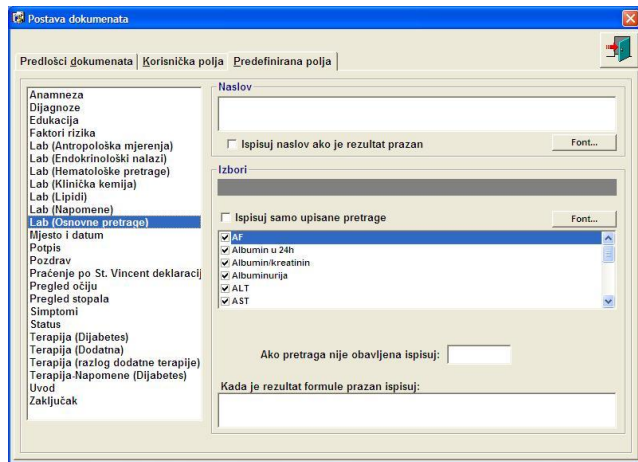 Postava dokumenata
Predlošci dokumenata
Korisnička polja
Predefinirana polja
Anamneza
Dijagnoze
Edukacija
Faktori rizika
Lab (Antropološka mjerenja)
Lab (Endokrinološki nalazi)
Lab (Hematološke pretrage)
Lab (Klinička kemija)
Lab (Lipidi)
Lab (Napomene)
Lab (Osnovne pretrage)
Mjesto i datum
Potpis
Pozdrav
Praćenje po St. Vincent deklaracij
Pregled očiju
Pregled stopala
Simptomi
Status
Terapija (Dijabetes)
Terapija (Dodatna)
Terapija (razlog dodatne terapije)
Terapija-Napomene (Dijabetes)
Uvod
Zaključak
Naslov
Ispisuj naslov ako je rezultat prazan
Font...
Izbori
Ispisuj samo upisane pretrage
Font...
AF
Albumin u 24h
Albumin/kreatinin
Albuminurija
ALT
AST
Ako pretraga nije obavljena ispisuj:
Kada je rezultat formule prazan ispisuj: